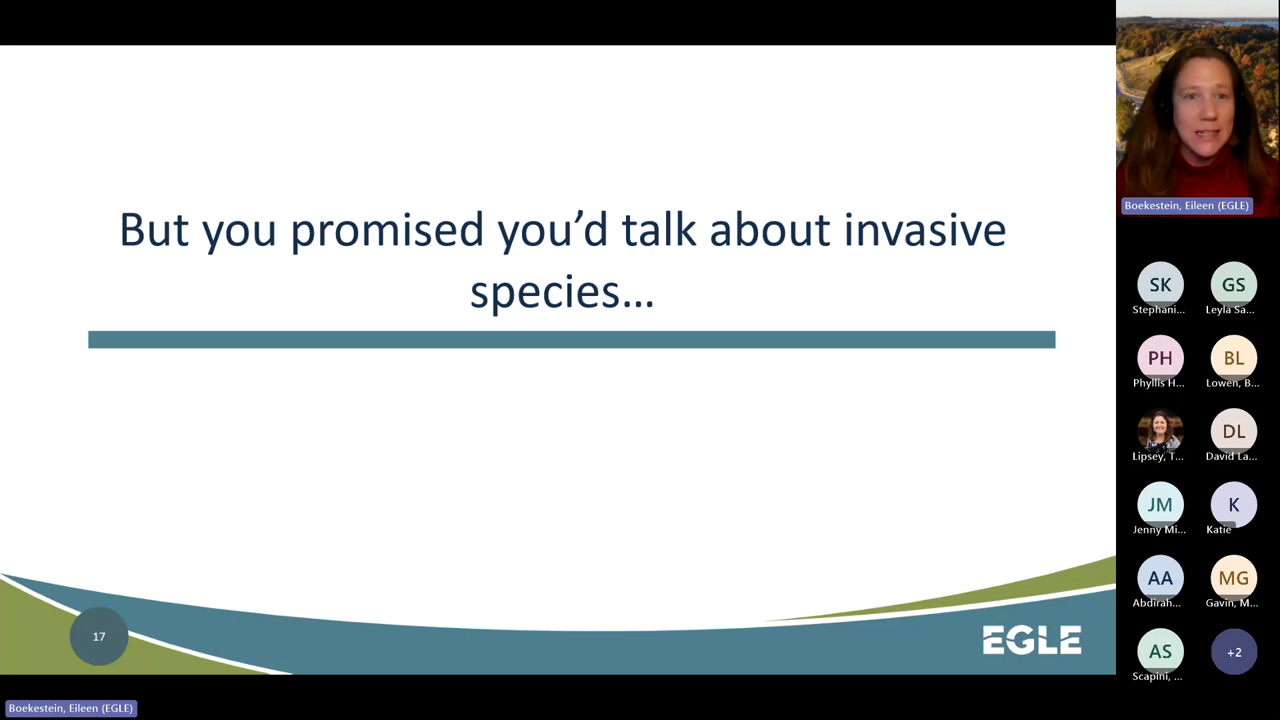 But you promised you’d talk about invasive
species…
17
EGLE
Boekestein, Eileen (EGLE)
Boekestein, Eileen (EGLE)
SK
GS
Stephani...
Leyla Sa...
PH
BL
Phyllis H...
Lowen, B...
DL
Lipsey, T...
David La...
JM
K
Jenny Mi...
Katie
AA
MG
Abdirah...
Gavin, M...
AS
+2
Scapini, ...